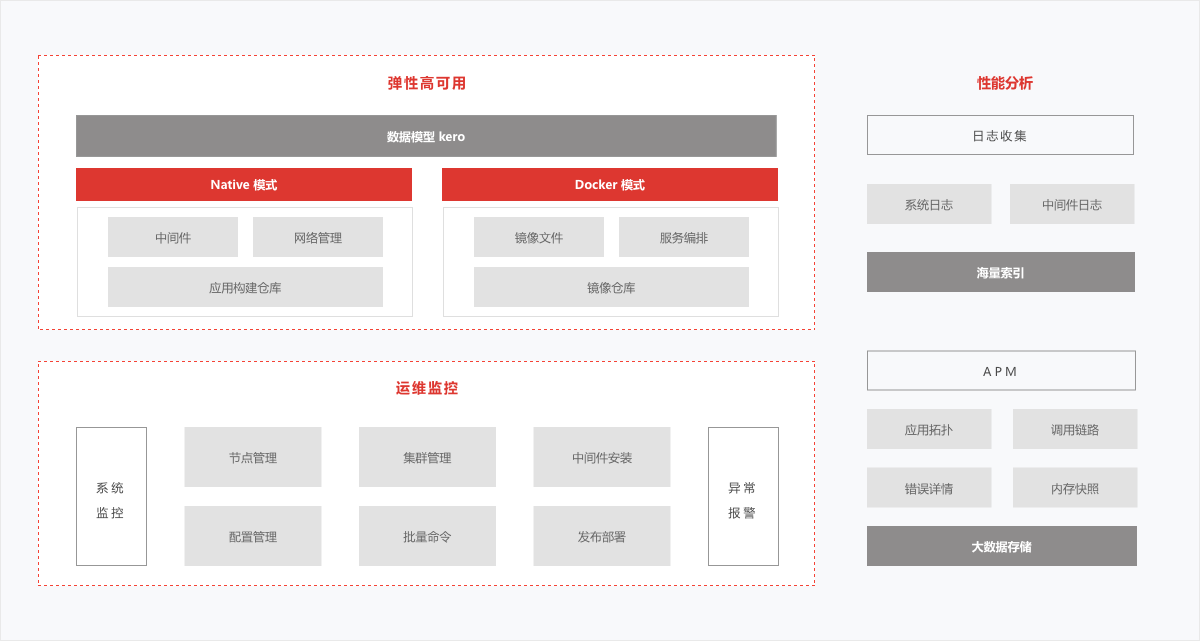 弹性高可用
数据模型 kero
Native 模式
Docker 模式
中间件
网络管理
应用构建仓库
镜像文件
服务编排
镜像仓库
运维监控
系统
监控
节点管理
集群管理
中间件安装
配置管理
批量命令
发布部署
异常
报警
性能分析
日志收集
系统日志
中间件日志
海量索引
APM
应用拓扑
调用链路
错误详情
内存快照
大数据存储